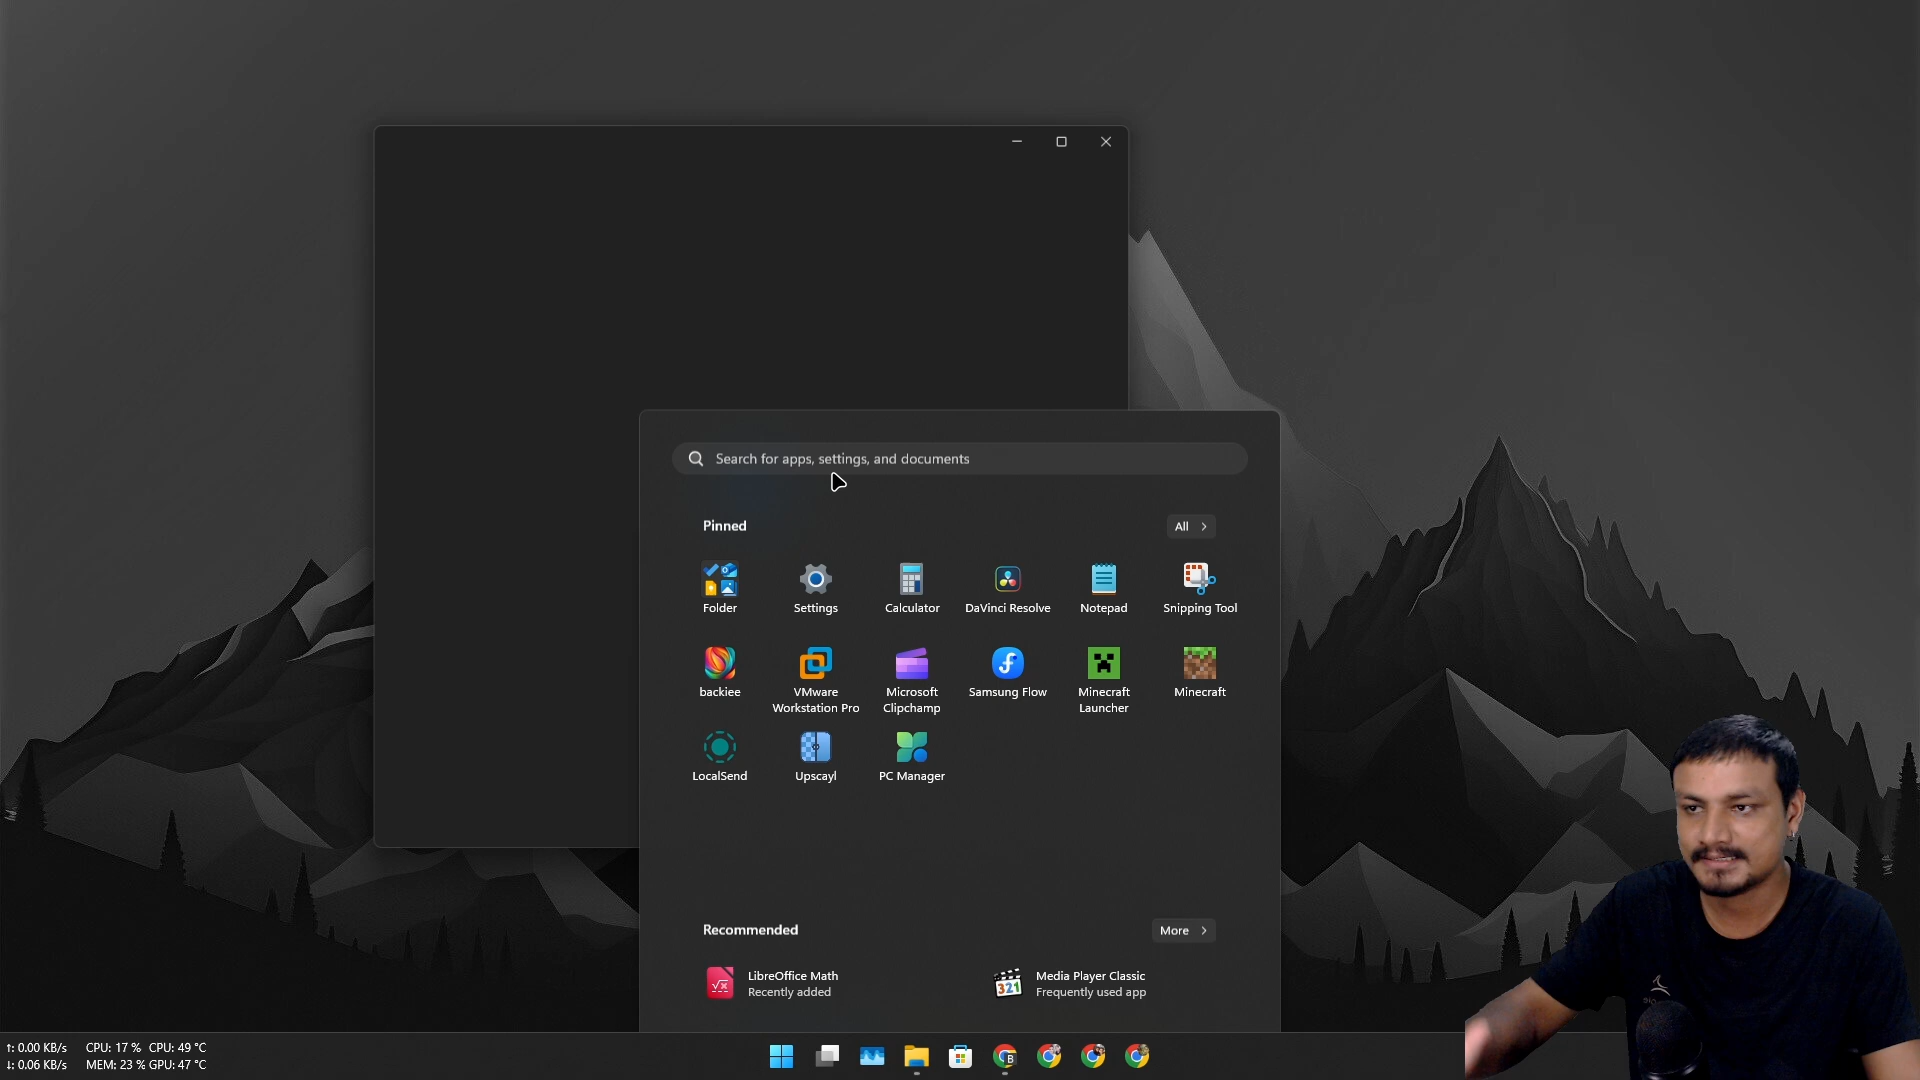 Search for apps, settings, and documents
Pinned
All
Folder
Settings
Calculator
DaVinci Resolve
Notepad
Snipping Tool
backiee
VMware
Workstation Pro
Microsoft
Clipchamp
Samsung Flow
Minecraft
Launcher
Minecraft
LocalSend
Upscayl
PC Manager
Recommended
More
LibreOffice Math
Recently added
321
Media Player Classic
Frequently used app
↑: 0.00 KB/s CPU: 17 % CPU: 49 °C
↓: 0.06 KB/s MEM: 23 % GPU: 47 °C
B